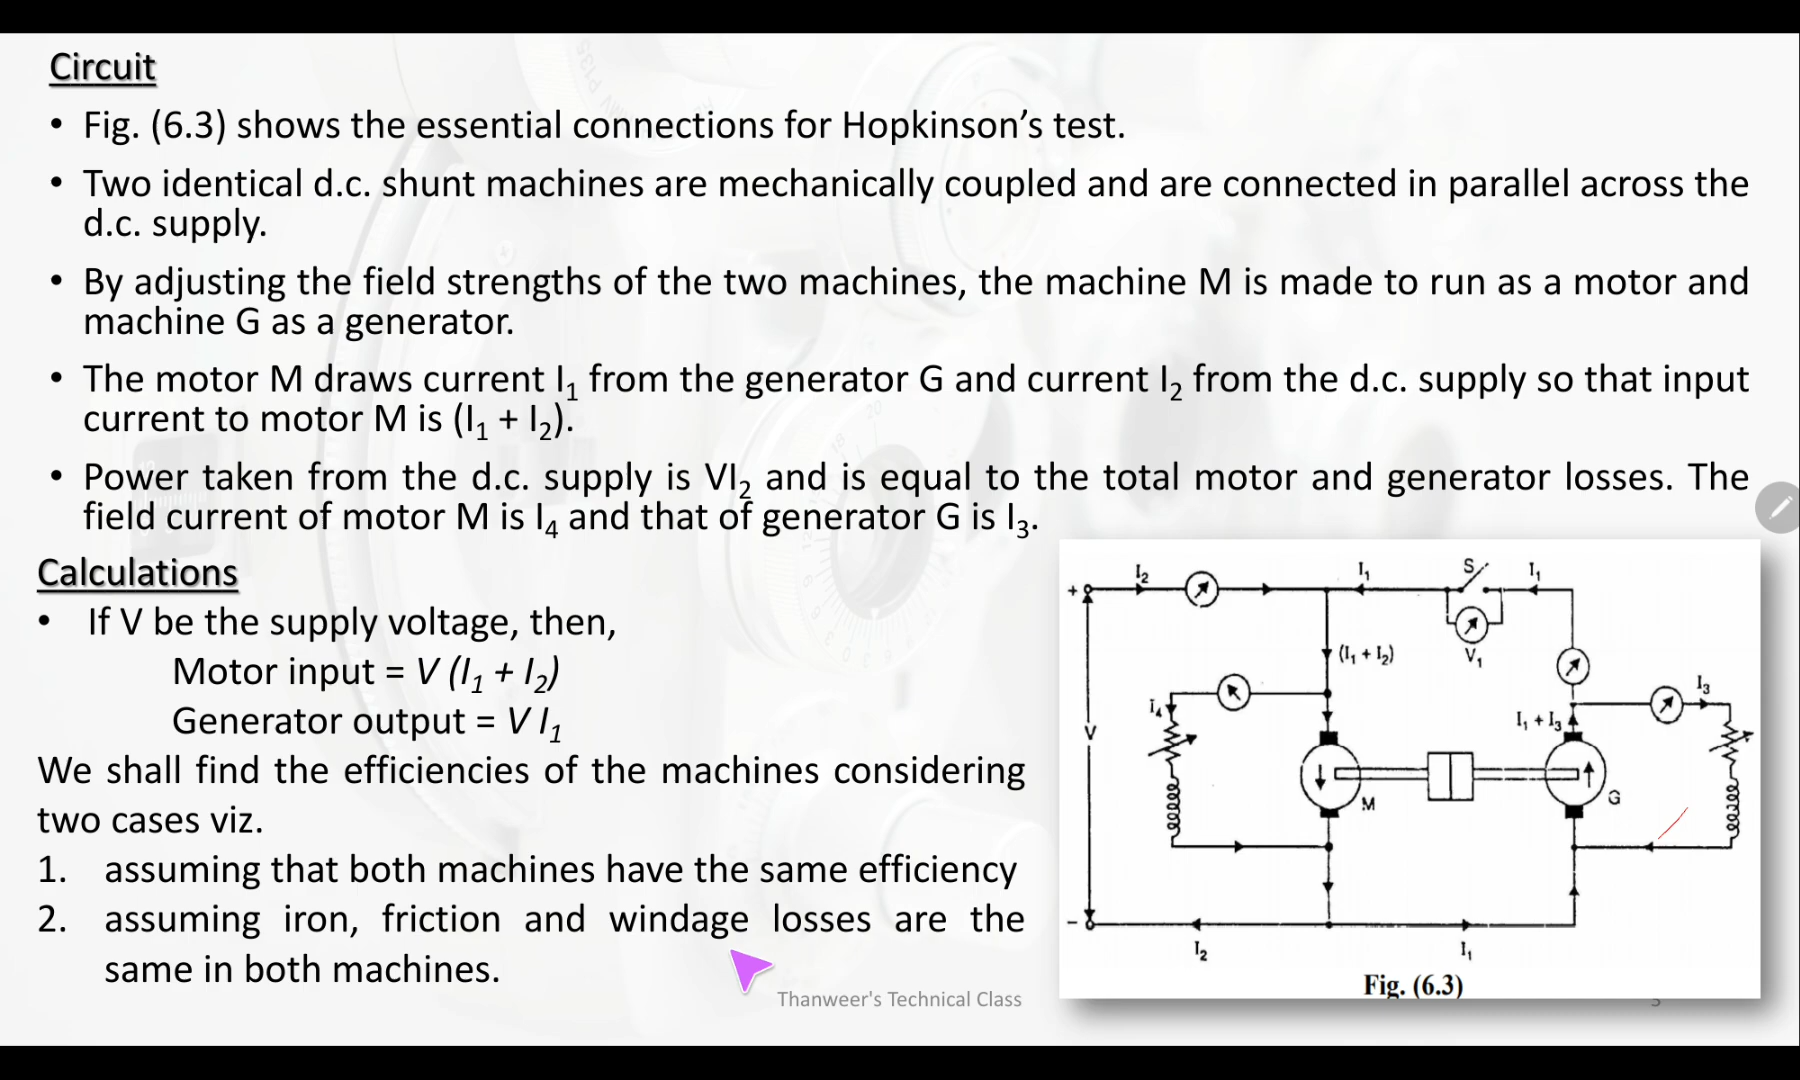 Circuit
• Fig. (6.3) shows the essential connections for Hopkinson’s test.
• Two identical d.c. shunt machines are mechanically coupled and are connected in parallel across the
d.c. supply.
• By adjusting the field strengths of the two machines, the machine M is made to run as a motor and
machine G as a generator.
• The motor M draws current I₁ from the generator G and current I₂ from the d.c. supply so that input
current to motor M is (I₁ + I₂).
• Power taken from the d.c. supply is VI₂ and is equal to the total motor and generator losses. The
field current of motor M is I₄ and that of generator G is I₃.
Calculations
• If V be the supply voltage, then,
Motor input = V (I₁ + I₂)
Generator output = V I₁
We shall find the efficiencies of the machines considering
two cases viz.
1. assuming that both machines have the same efficiency
2. assuming iron, friction and windage losses are the
same in both machines.
Thanweer's Technical Class
I₂ I₁ S I₁
+
(I₁ + I₂) V₁
I₄ I₁ + I₃ I₃
V
M G
-
I₂ I₁
Fig. (6.3)